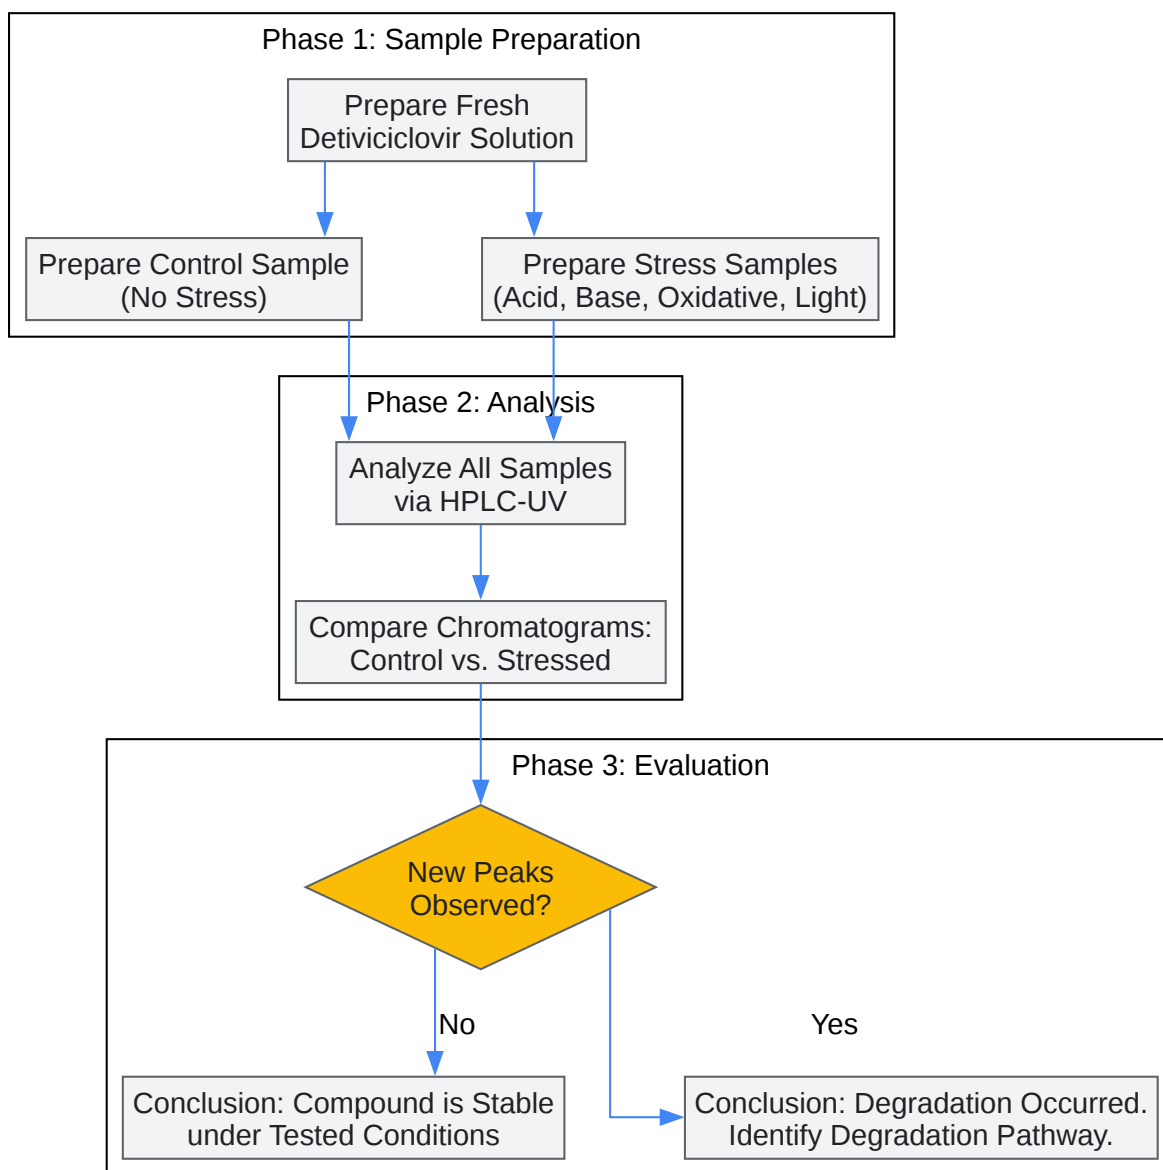 Phase 1: Sample Preparation
Prepare Fresh
Detiviciclovir Solution
Prepare Control Sample
(No Stress)
Prepare Stress Samples
(Acid, Base, Oxidative, Light)
Phase 2: Analysis
Analyze All Samples
via HPLC-UV
Compare Chromatograms:
Control vs. Stressed
Phase 3: Evaluation
New Peaks
Observed?
No
Yes
Conclusion: Compound is Stable
under Tested Conditions
Conclusion: Degradation Occurred.
Identify Degradation Pathway.